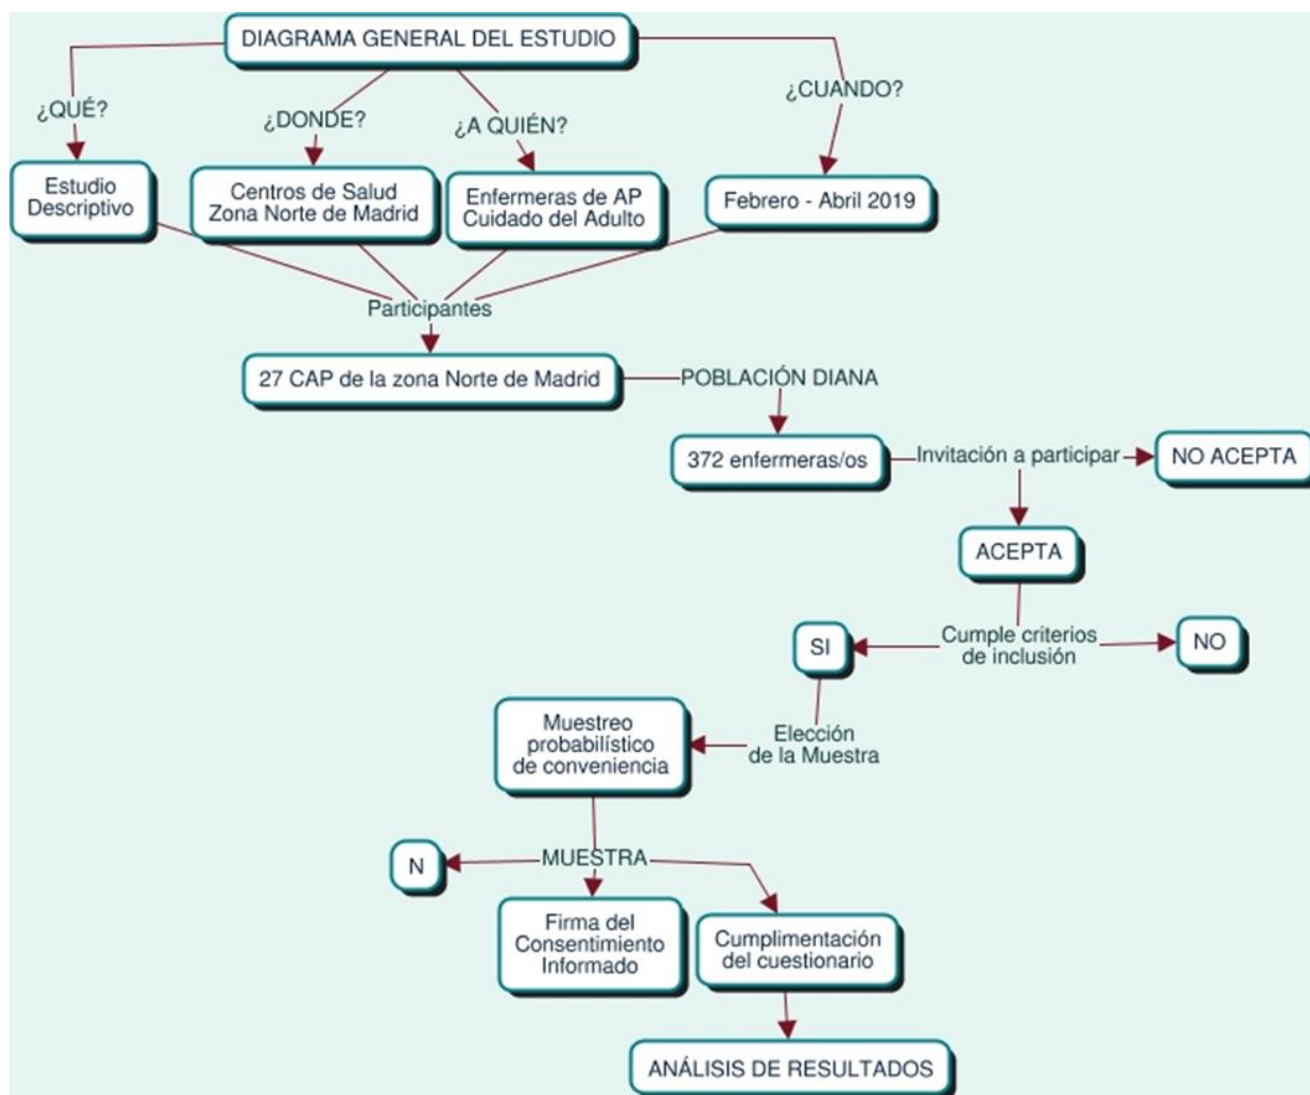 DIAGRAMA GENERAL DEL ESTUDIO
¿QUÉ?
¿DONDE?
¿A QUIÉN?
¿CUANDO?
Estudio
Descriptivo
Centros de Salud
Zona Norte de Madrid
Enfermeras de AP
Cuidado del Adulto
Febrero - Abril 2019
Participantes
27 CAP de la zona Norte de Madrid
POBLACIÓN DIANA
372 enfermeras/os
Invitación a participar
NO ACEPTA
ACEPTA
Cumple criterios
de inclusión
SI
NO
Elección
de la Muestra
Muestreo
probabilístico
de conveniencia
MUESTRA
N
Firma del
Consentimiento
Informado
Cumplimentación
del cuestionario
ANÁLISIS DE RESULTADOS